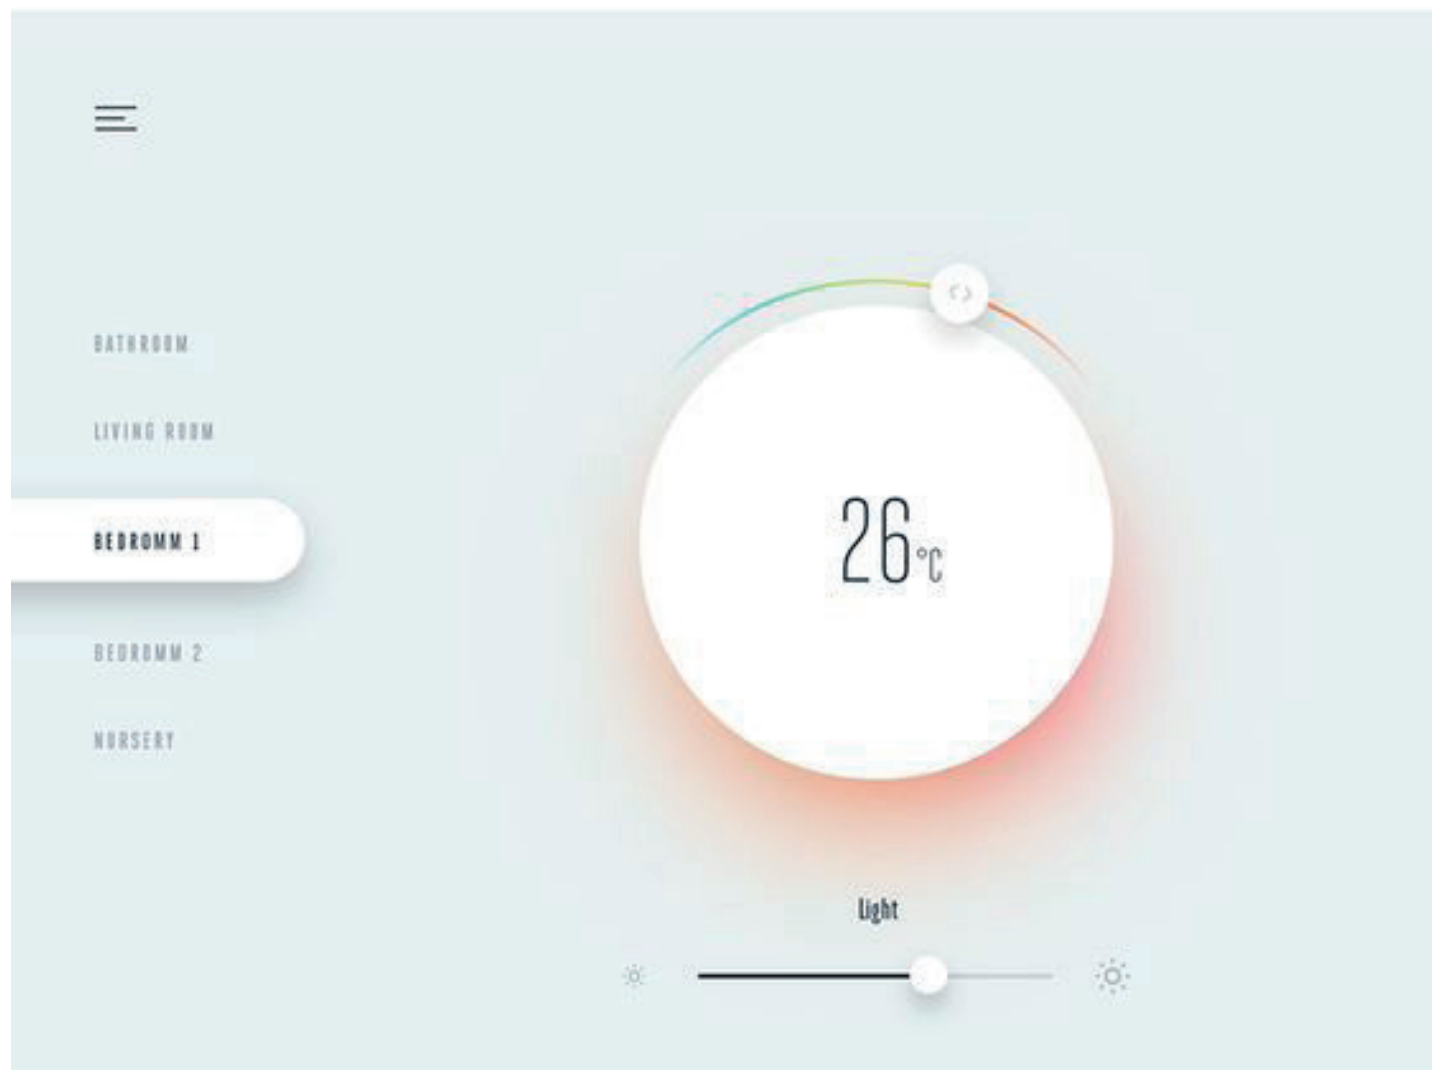 BATHROOM
LIVING ROOM
BEDROMM 1
BEDROMM 2
NURSERY
26°C
Light